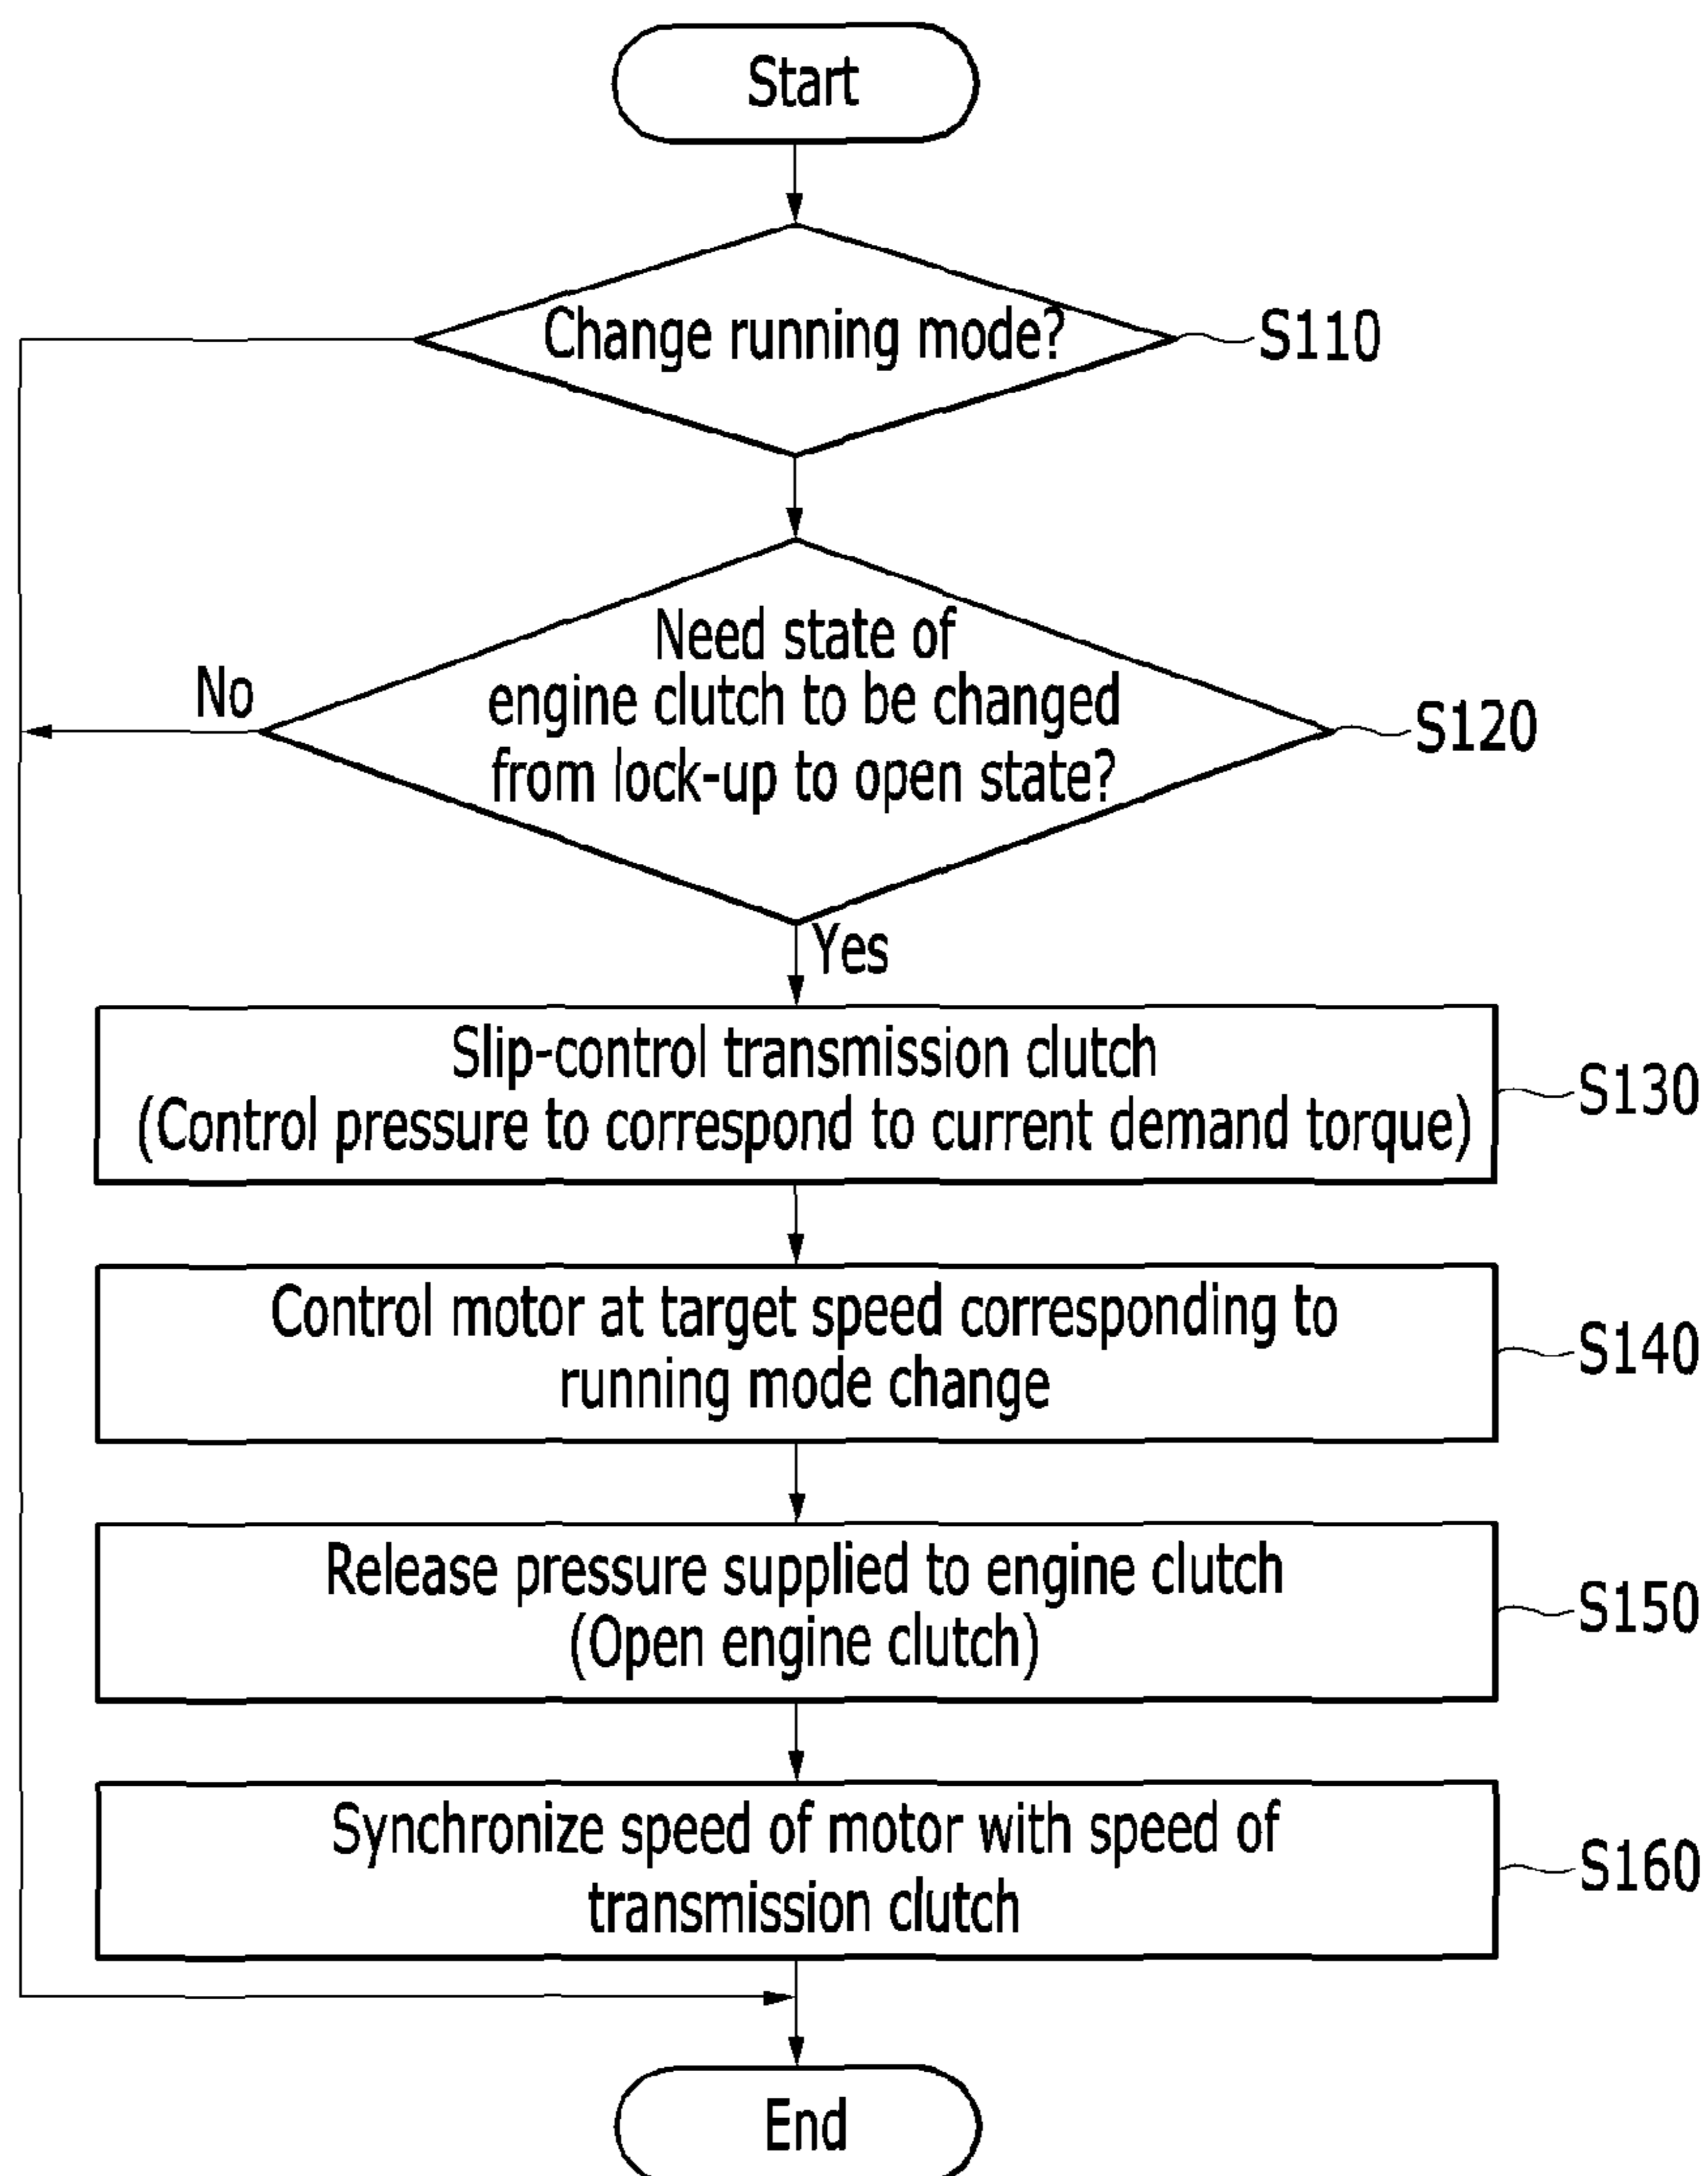 Start
Change running mode?
S110
Need state of
engine clutch to be changed
from lock-up to open state?
S120
No
Yes
Slip-control transmission clutch
(Control pressure to correspond to current demand torque)
S130
Control motor at target speed corresponding to
running mode change
S140
Release pressure supplied to engine clutch
(Open engine clutch)
S150
Synchronize speed of motor with speed of
transmission clutch
S160
End